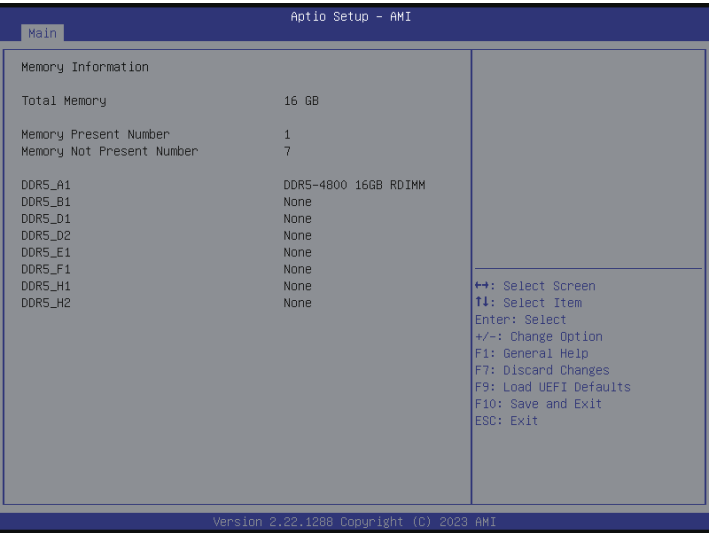 Aptio Setup - AMI
Main
Memory Information
Total Memory 16 GB
Memory Present Number 1
Memory Not Present Number 7
DDR5_A1 DDR5-4800 16GB RDIMM
DDR5_B1 None
DDR5_D1 None
DDR5_D2 None
DDR5_E1 None
DDR5_F1 None
DDR5_H1 None
DDR5_H2 None
↔: Select Screen
↑↓: Select Item
Enter: Select
+/-: Change Option
F1: General Help
F7: Discard Changes
F9: Load UEFI Defaults
F10: Save and Exit
ESC: Exit
Version 2.22.1288 Copyright (C) 2023 AMI